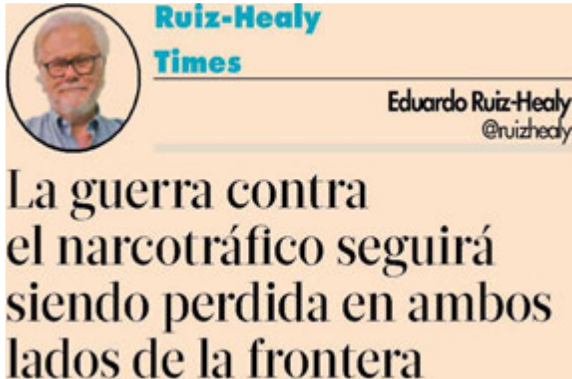 Ruiz-Healy
Times
Eduardo Ruiz-Healy
@ruizhealy
La guerra contra
el narcotráfico seguirá
siendo perdida en ambos
lados de la frontera